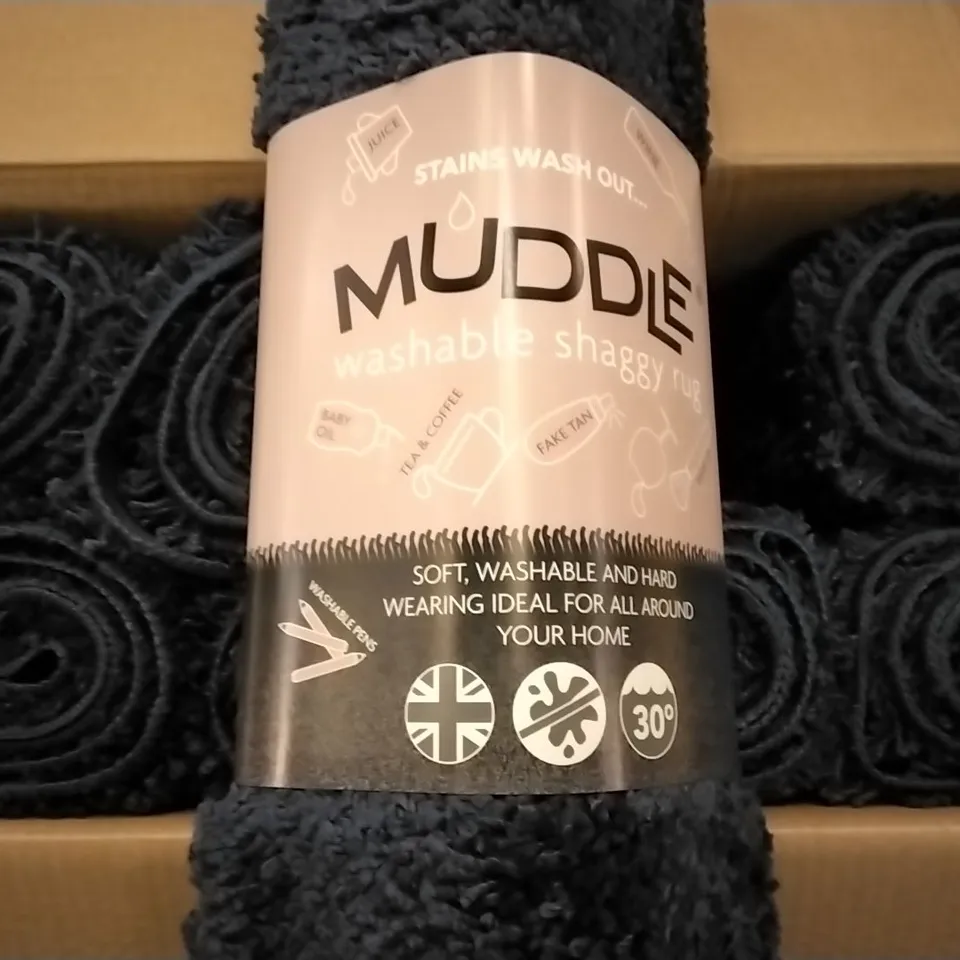 JUICE
WINE
STAINS WASH OUT...
MUDDLE
washable shaggy rug
BABY
OIL
TEA & COFFEE
FAKE TAN
SOFT, WASHABLE AND HARD
WEARING IDEAL FOR ALL AROUND
YOUR HOME
WASHABLE PENS
30°